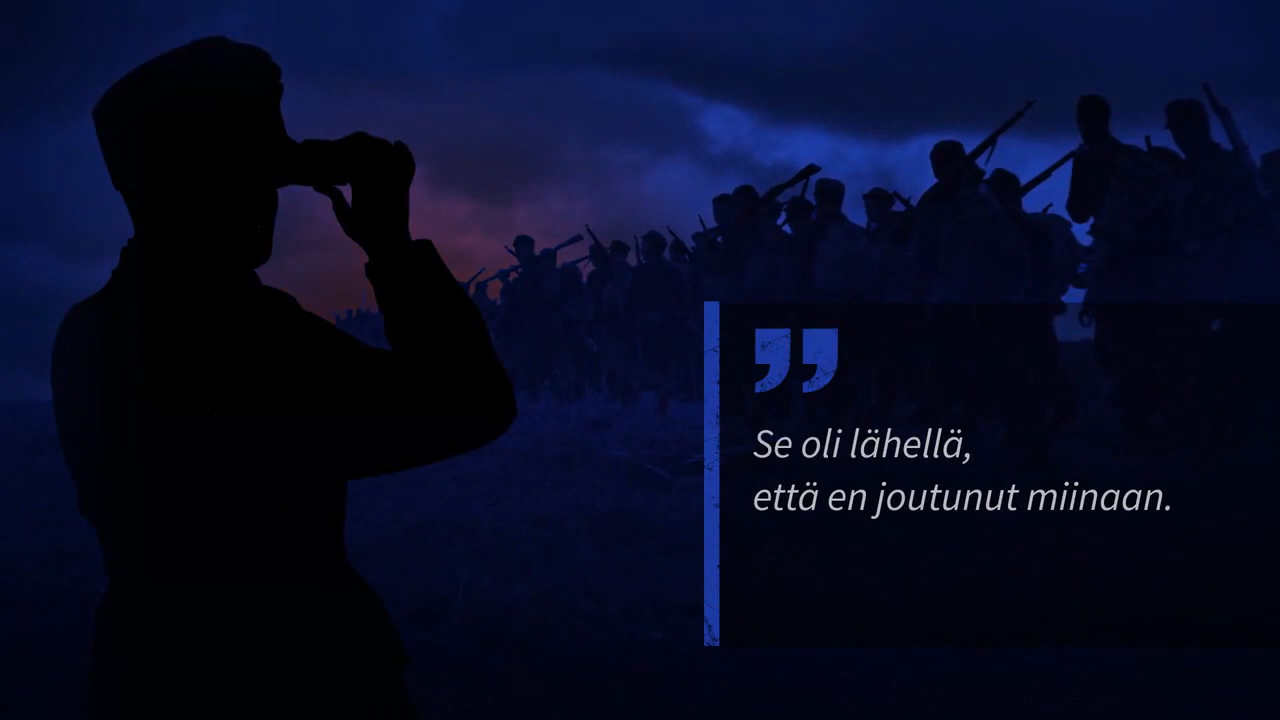 ”
Se oli lähellä,
että en joutunut miinaan.